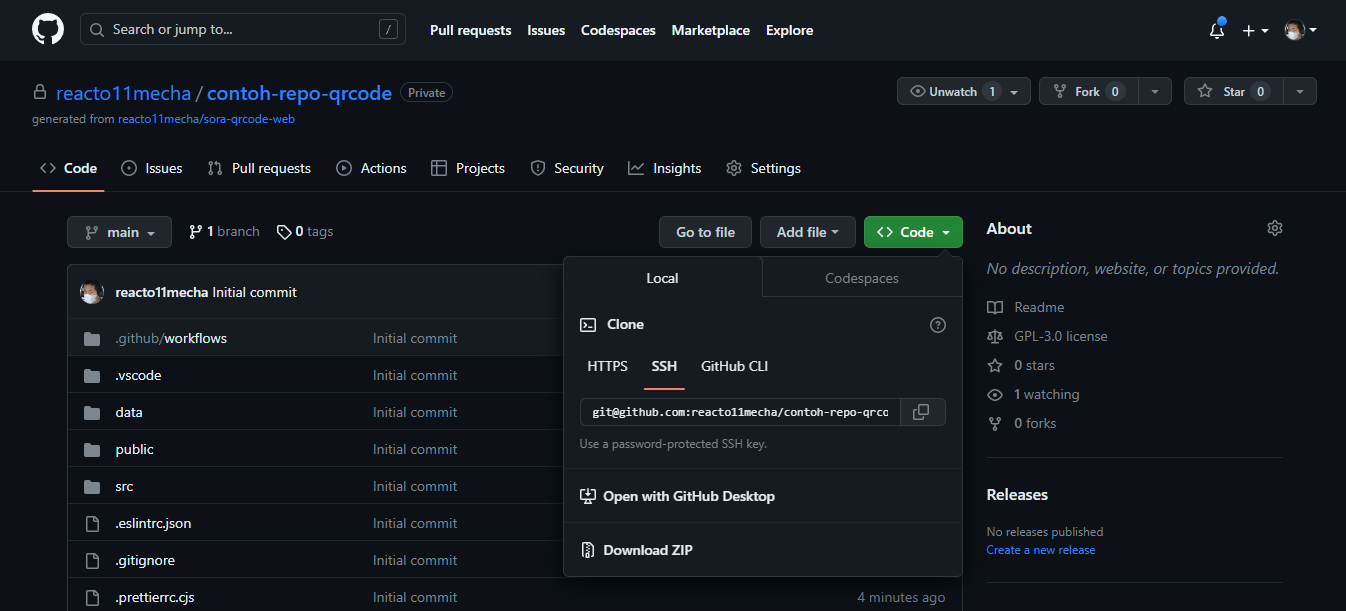 Search or jump to... /
Pull requests Issues Codespaces Marketplace Explore
reacto11mecha / contoh-repo-qrcode Private
Unwatch 1 Fork 0 Star 0
generated from reacto11mecha/sora-qrcode-web
Code Issues Pull requests Actions Projects Security Insights Settings
main 1 branch 0 tags
Go to file Add file Code
reacto11mecha Initial commit
.github/workflows Initial commit
.vscode Initial commit
data Initial commit
public Initial commit
src Initial commit
.eslintrc.json Initial commit
.gitignore Initial commit
.prettierrc.cjs Initial commit 4 minutes ago
Local Codespaces
Clone
HTTPS SSH GitHub CLI
git@github.com:reacto11mecha/contoh-repo-qrco
Use a password-protected SSH key.
Open with GitHub Desktop
Download ZIP
About
No description, website, or topics provided.
Readme
GPL-3.0 license
0 stars
1 watching
0 forks
Releases
No releases published
Create a new release